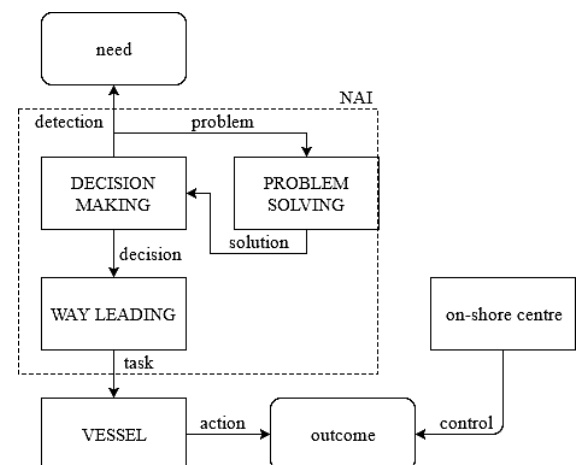 need
NAI
detection
problem
DECISION
MAKING
PROBLEM
SOLVING
solution
decision
WAY LEADING
on-shore centre
task
VESSEL
action
outcome
control